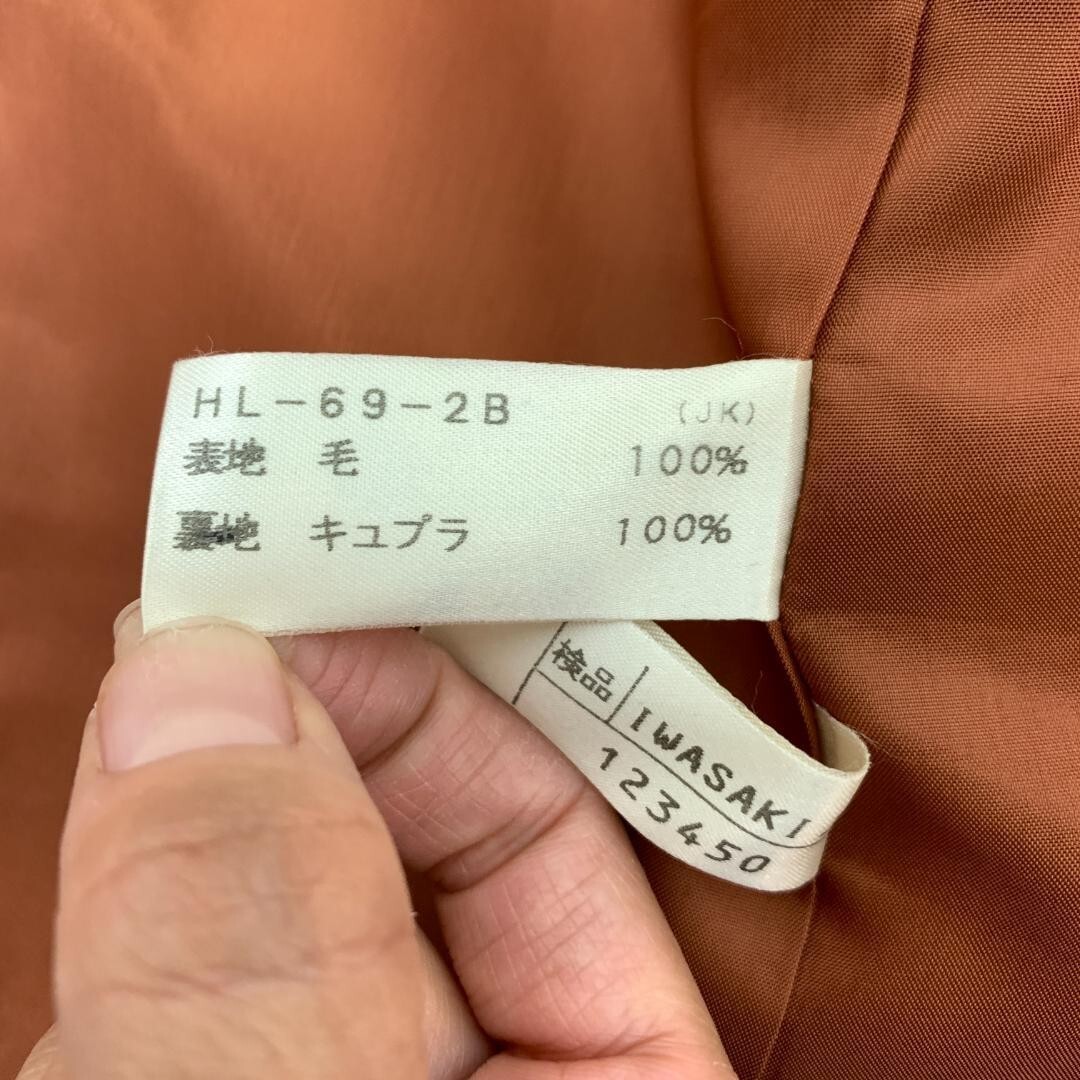 HL-69-2B (JK)
表地 毛 100%
裏地 キュプラ 100%
検品 IWASAKI
123450